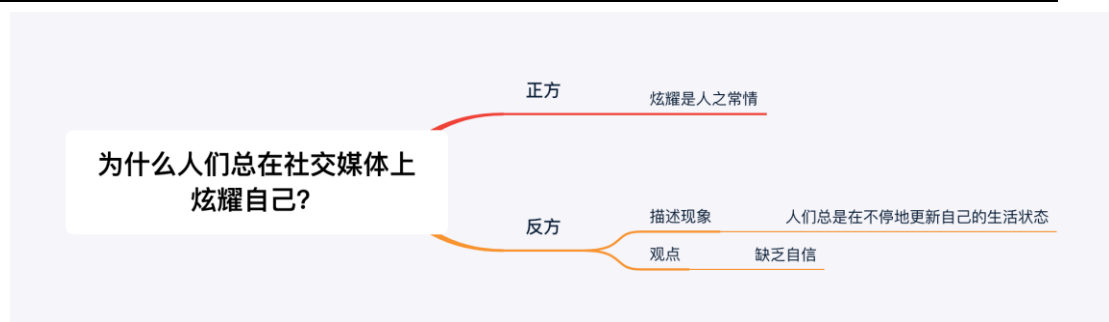 为什么人们总在社交媒体上
炫耀自己?
正方
炫耀是人之常情
反方
描述现象
人们总是在不停地更新自己的生活状态
观点
缺乏自信